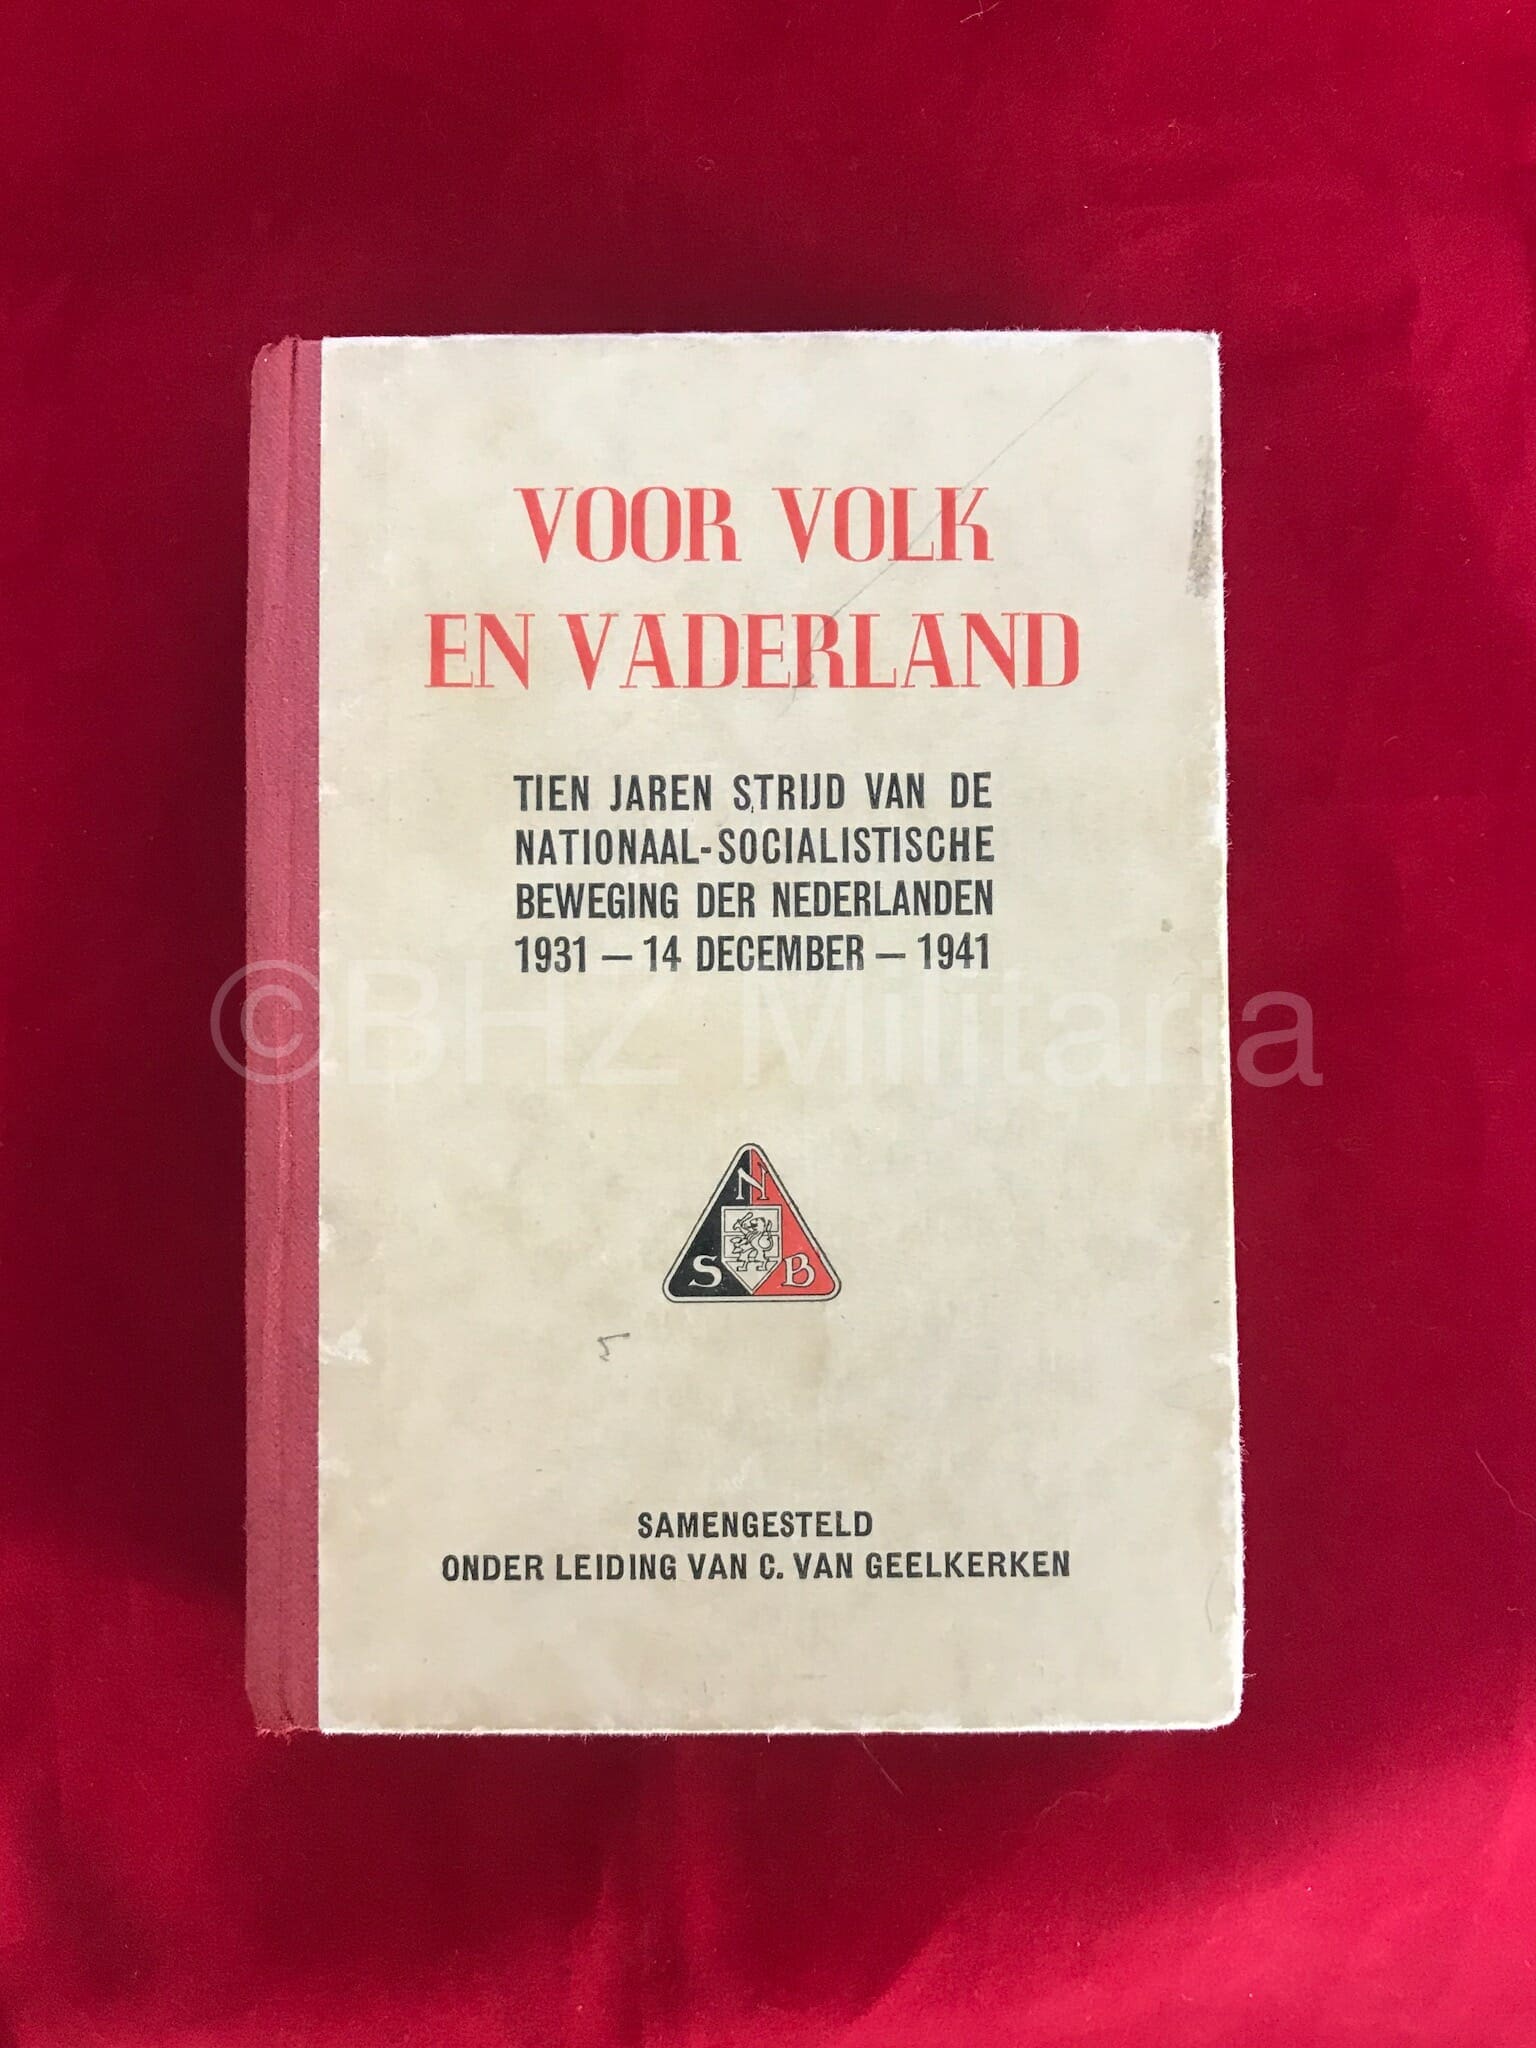 VOOR VOLK
EN VADERLAND
TIEN JAREN STRIJD VAN DE
NATIONAAL-SOCIALISTISCHE
BEWEGING DER NEDERLANDEN
1931 — 14 DECEMBER — 1941
©BHZ Militaria
N
S B
SAMENGESTELD
ONDER LEIDING VAN C. VAN GEELKERKEN